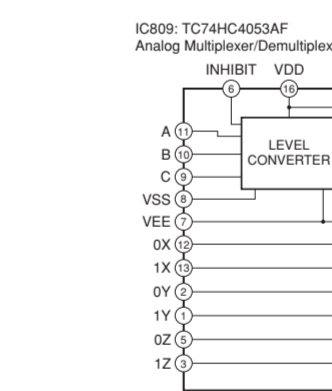 IC809: TC74HC4053AF
Analog Multiplexer/Demultiplex
INHIBIT VDD
6 16
A 11
B 10
C 9
VSS 8
VEE 7
0X 12
1X 13
0Y 2
1Y 1
0Z 5
1Z 3
LEVEL
CONVERTER